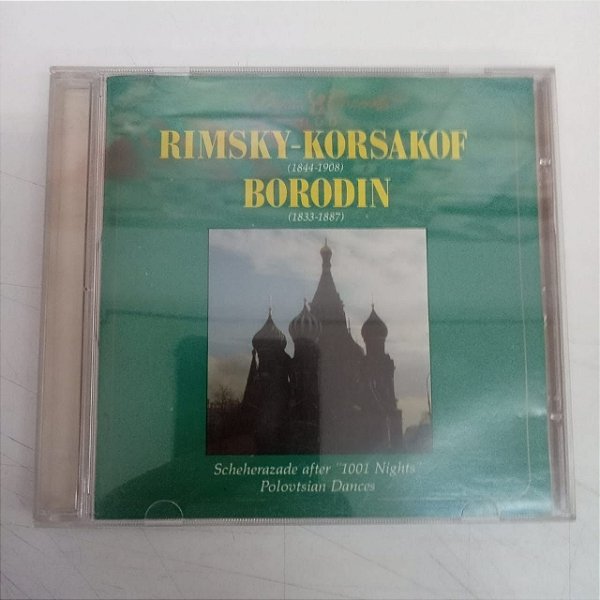 RIMSKY-KORSAKOF
(1844-1908)
BORODIN
(1833-1887)
Scheherazade after "1001 Nights"
Polovtsian Dances